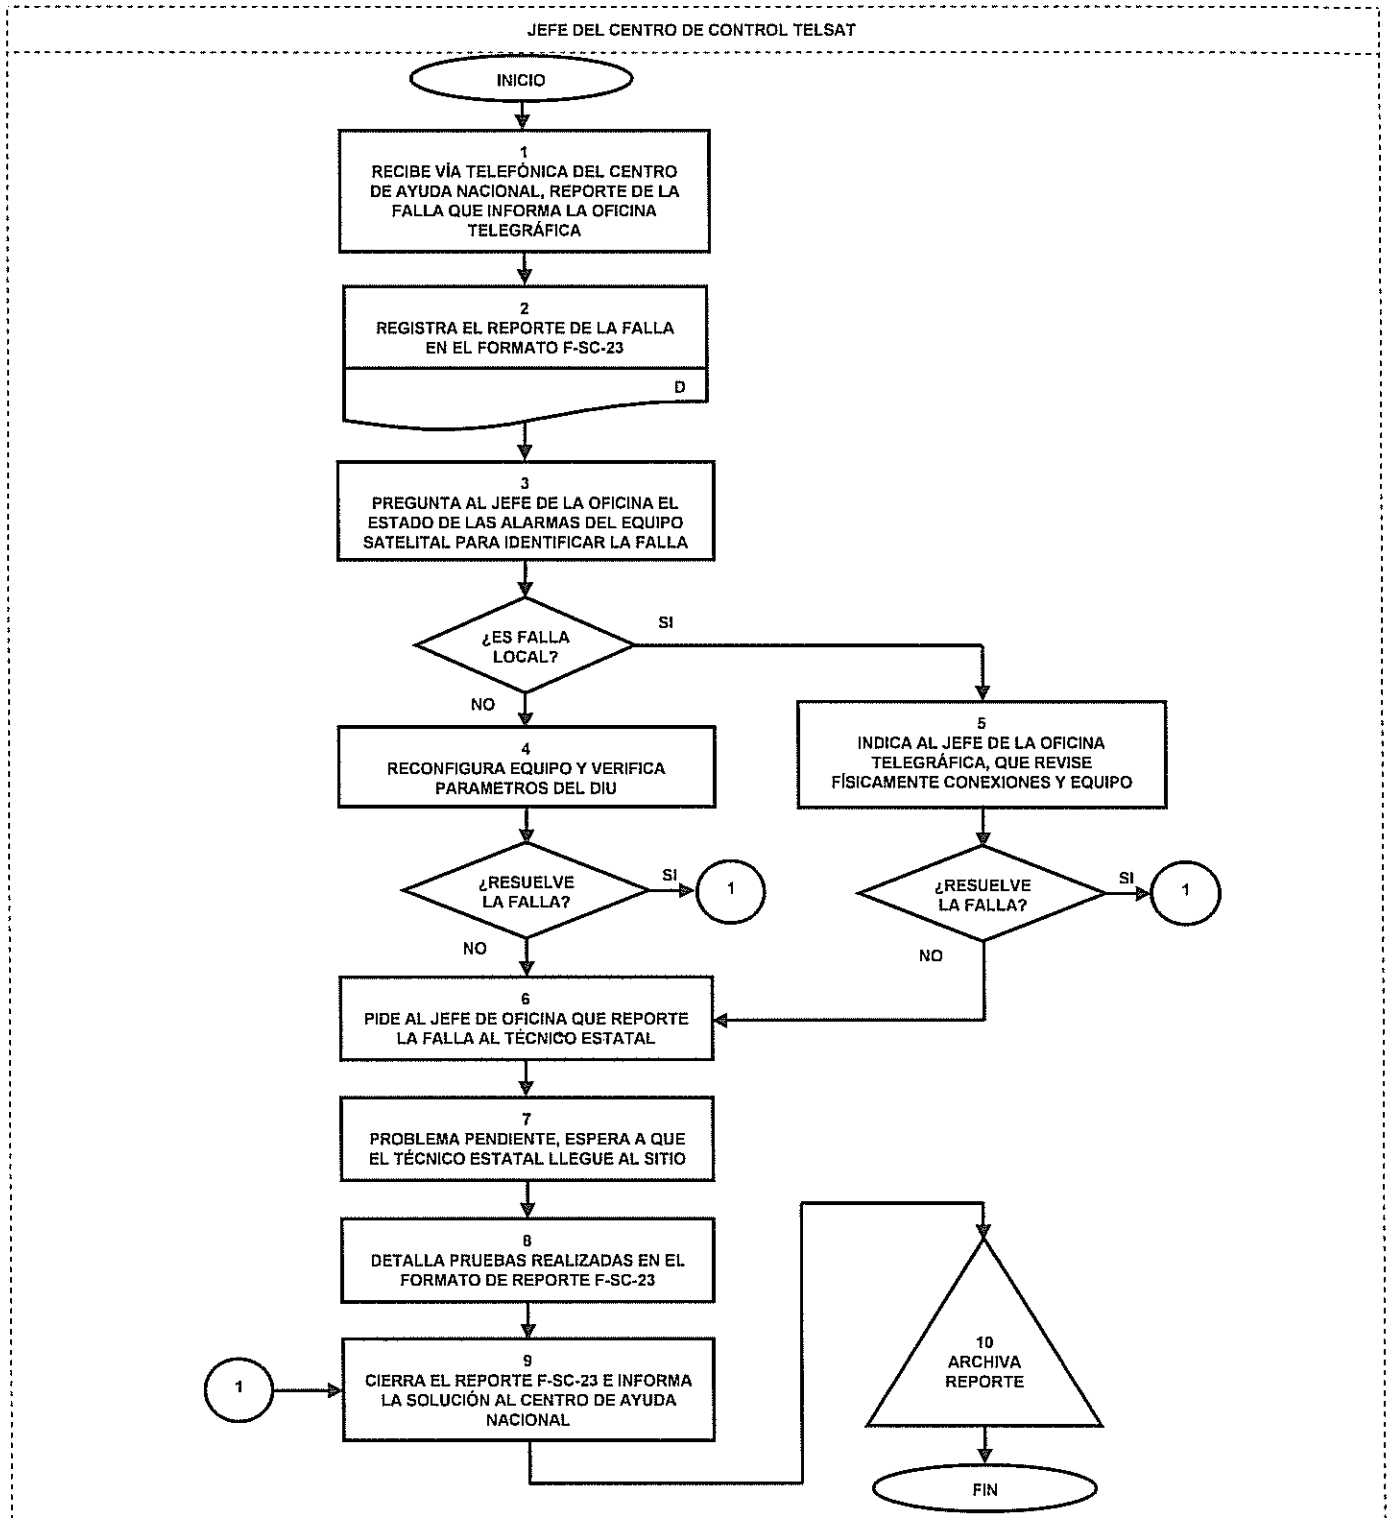 JEFE DEL CENTRO DE CONTROL TELSAT
INICIO
1
RECIBE VÍA TELEFÓNICA DEL CENTRO
DE AYUDA NACIONAL, REPORTE DE LA
FALLA QUE INFORMA LA OFICINA
TELEGRÁFICA
2
REGISTRA EL REPORTE DE LA FALLA
EN EL FORMATO F-SC-23
D
3
PREGUNTA AL JEFE DE LA OFICINA EL
ESTADO DE LAS ALARMAS DEL EQUIPO
SATELITAL PARA IDENTIFICAR LA FALLA
¿ES FALLA
LOCAL?
SI
NO
4
RECONFIGURA EQUIPO Y VERIFICA
PARAMETROS DEL DIU
5
INDICA AL JEFE DE LA OFICINA
TELEGRÁFICA, QUE REVISE
FÍSICAMENTE CONEXIONES Y EQUIPO
¿RESUELVE
LA FALLA?
SI
1
NO
¿RESUELVE
LA FALLA?
SI
1
NO
6
PIDE AL JEFE DE OFICINA QUE REPORTE
LA FALLA AL TÉCNICO ESTATAL
7
PROBLEMA PENDIENTE, ESPERA A QUE
EL TÉCNICO ESTATAL LLEGUE AL SITIO
8
DETALLA PRUEBAS REALIZADAS EN EL
FORMATO DE REPORTE F-SC-23
1
9
CIERRA EL REPORTE F-SC-23 E INFORMA
LA SOLUCIÓN AL CENTRO DE AYUDA
NACIONAL
10
ARCHIVA
REPORTE
FIN